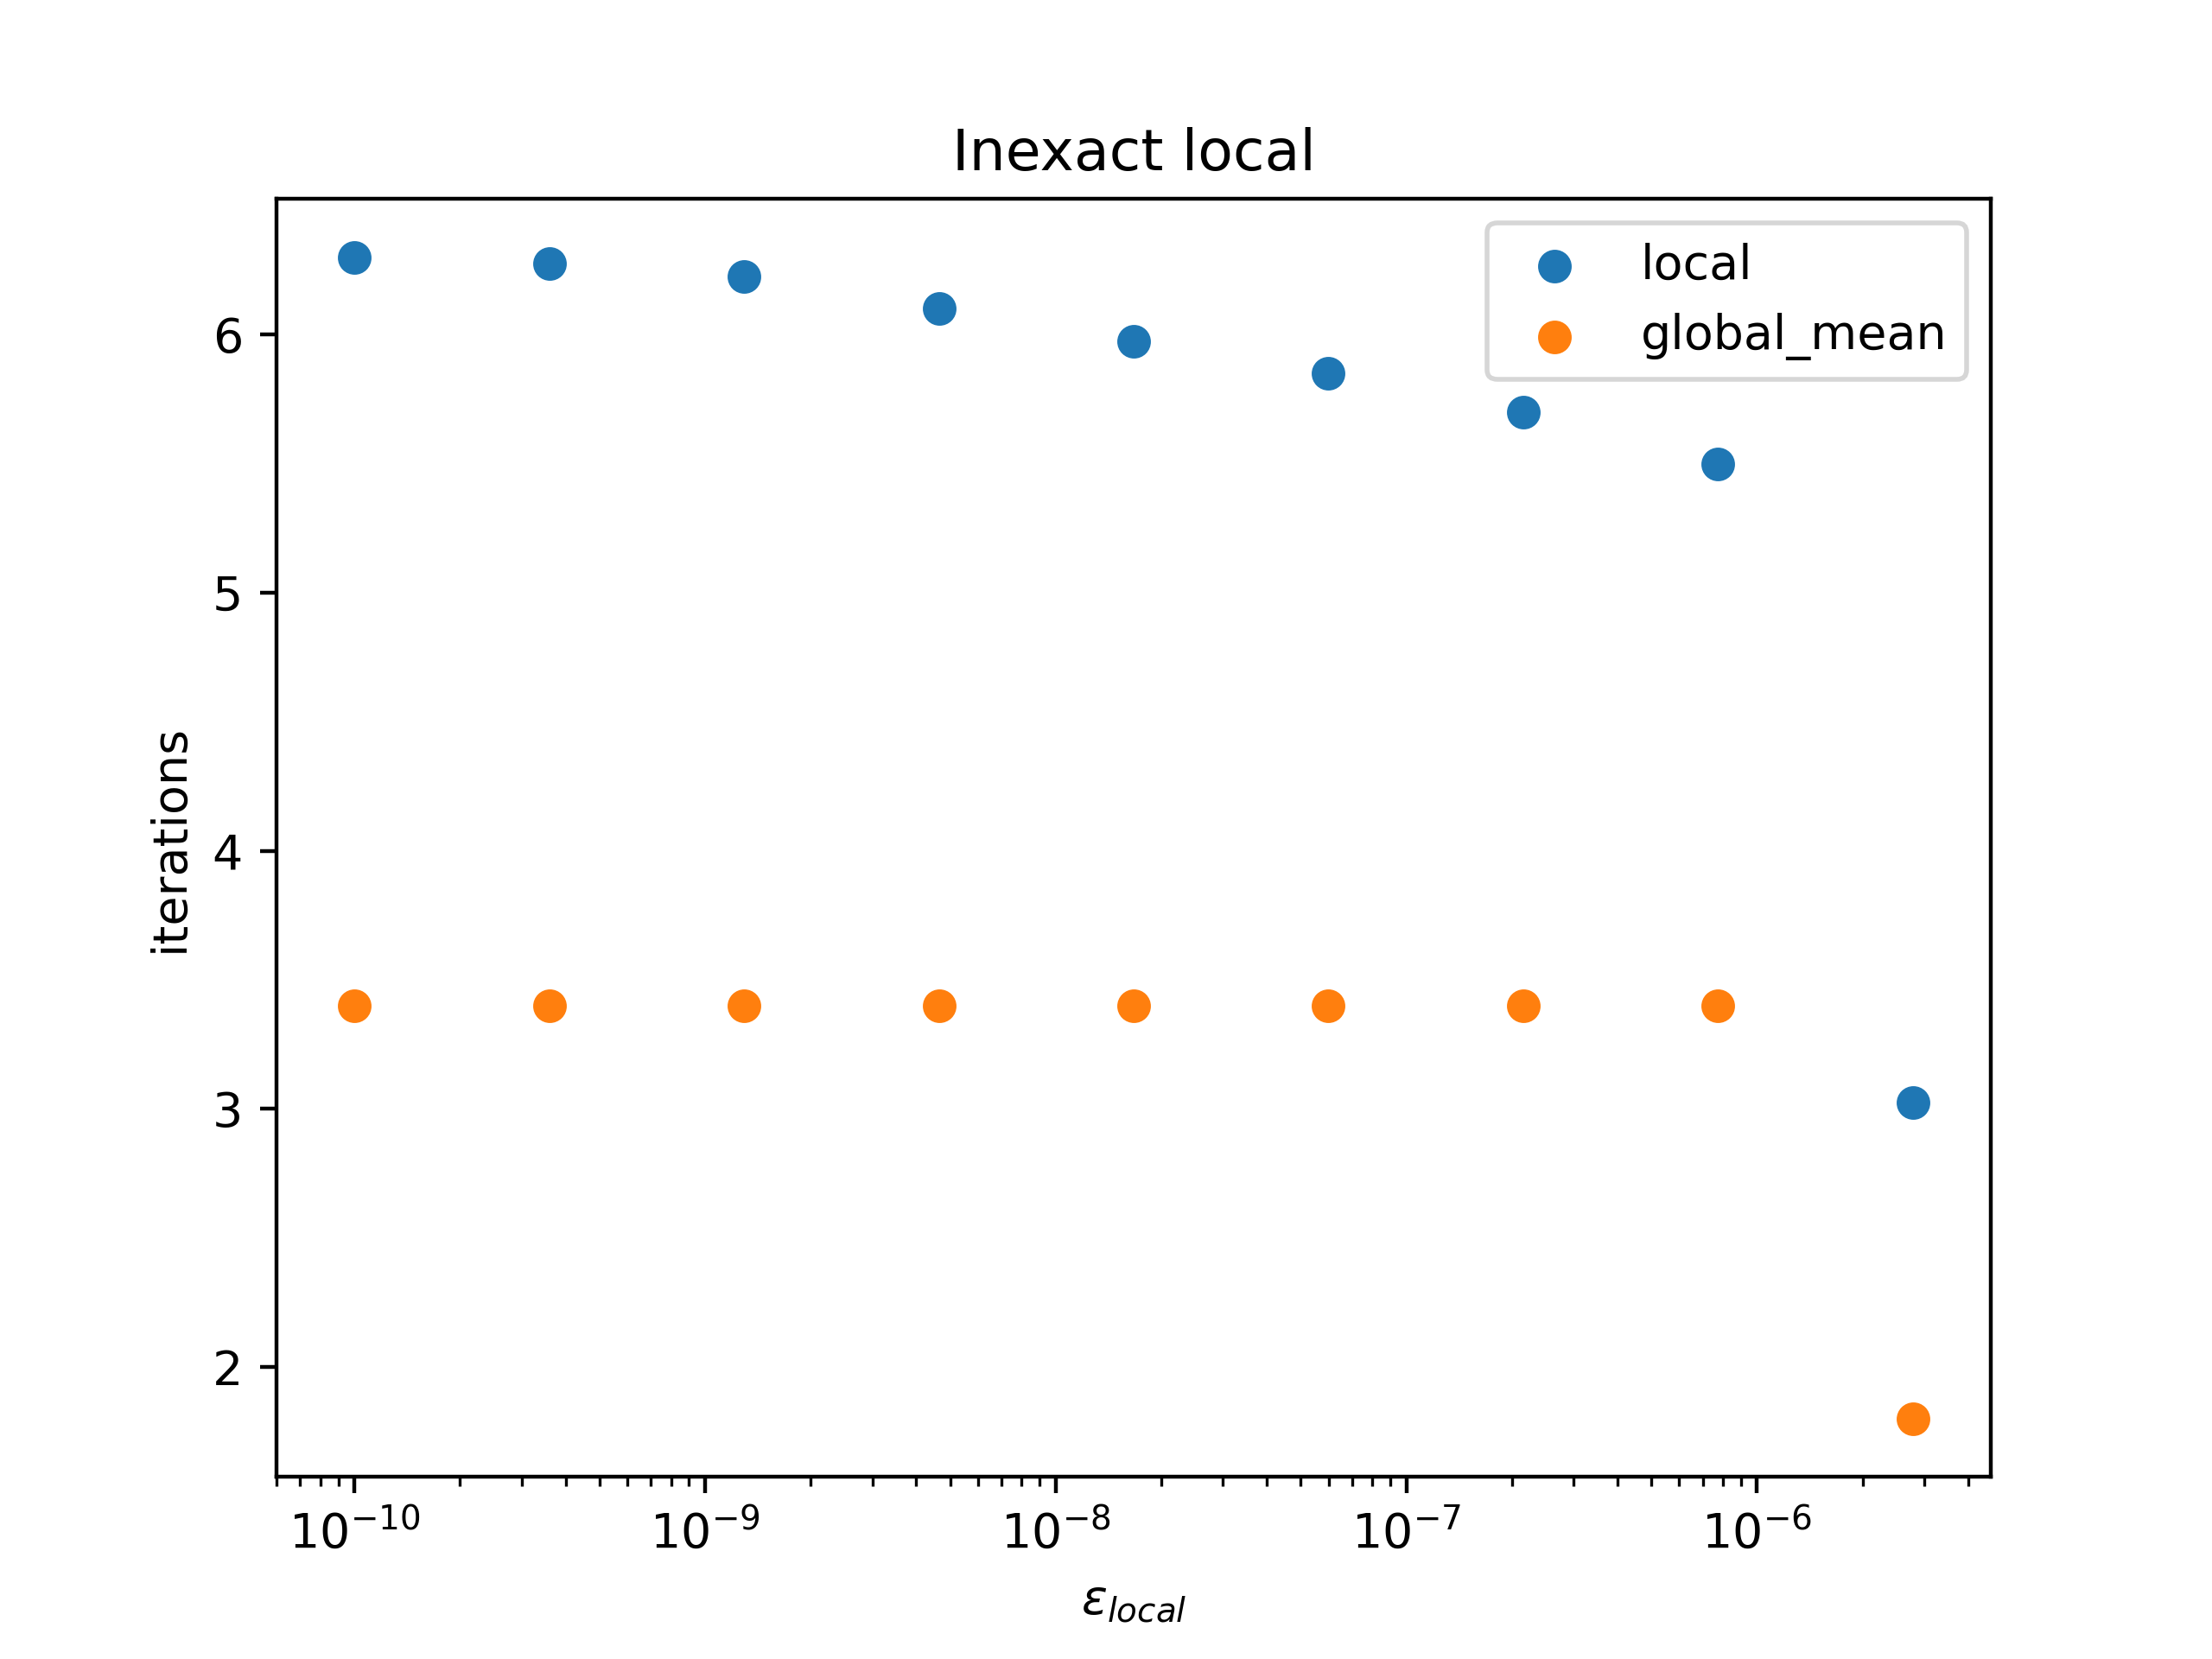 Inexact local
local
global_mean
6
5
4
3
2
iterations
10⁻¹⁰ 10⁻⁹ 10⁻⁸ 10⁻⁷ 10⁻⁶
ε_local